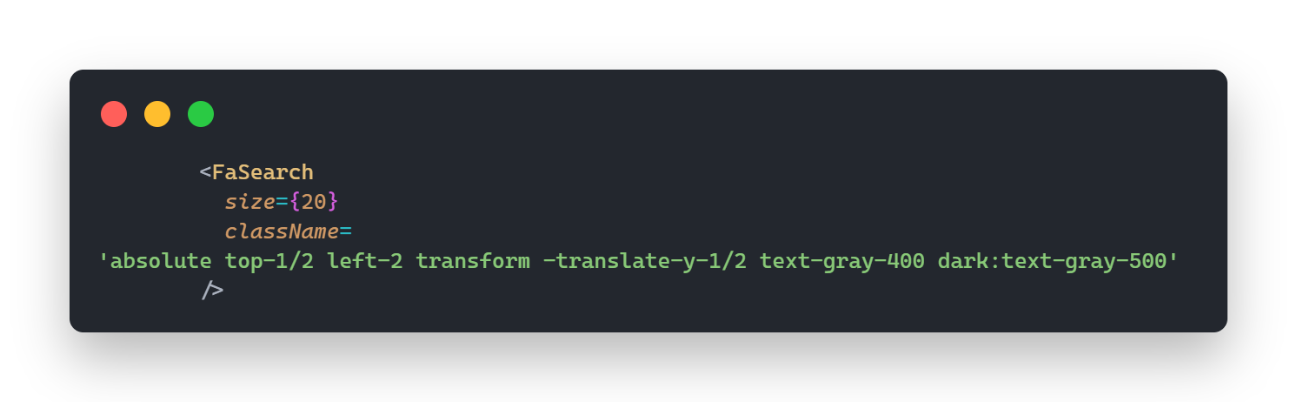 <FaSearch
size={20}
className=
'absolute top-1/2 left-2 transform -translate-y-1/2 text-gray-400 dark:text-gray-500'
/>